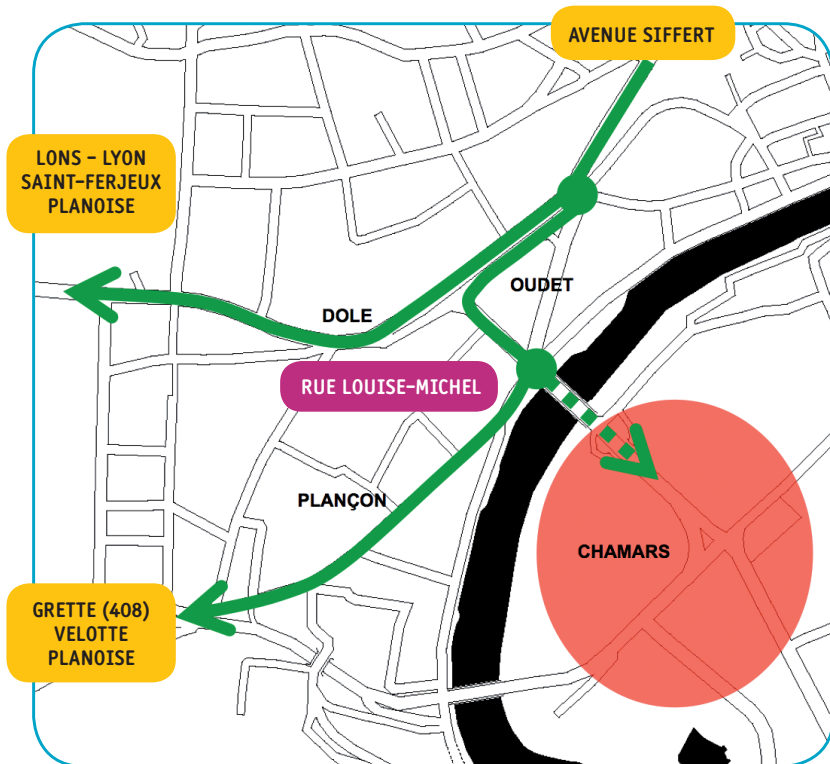 AVENUE SIFFERT
LONS - LYON
SAINT-FERJEUX
PLANOISE
OUDET
DOLE
RUE LOUISE-MICHEL
PLANÇON
CHAMARS
GRETTE (408)
VELOTTE
PLANOISE